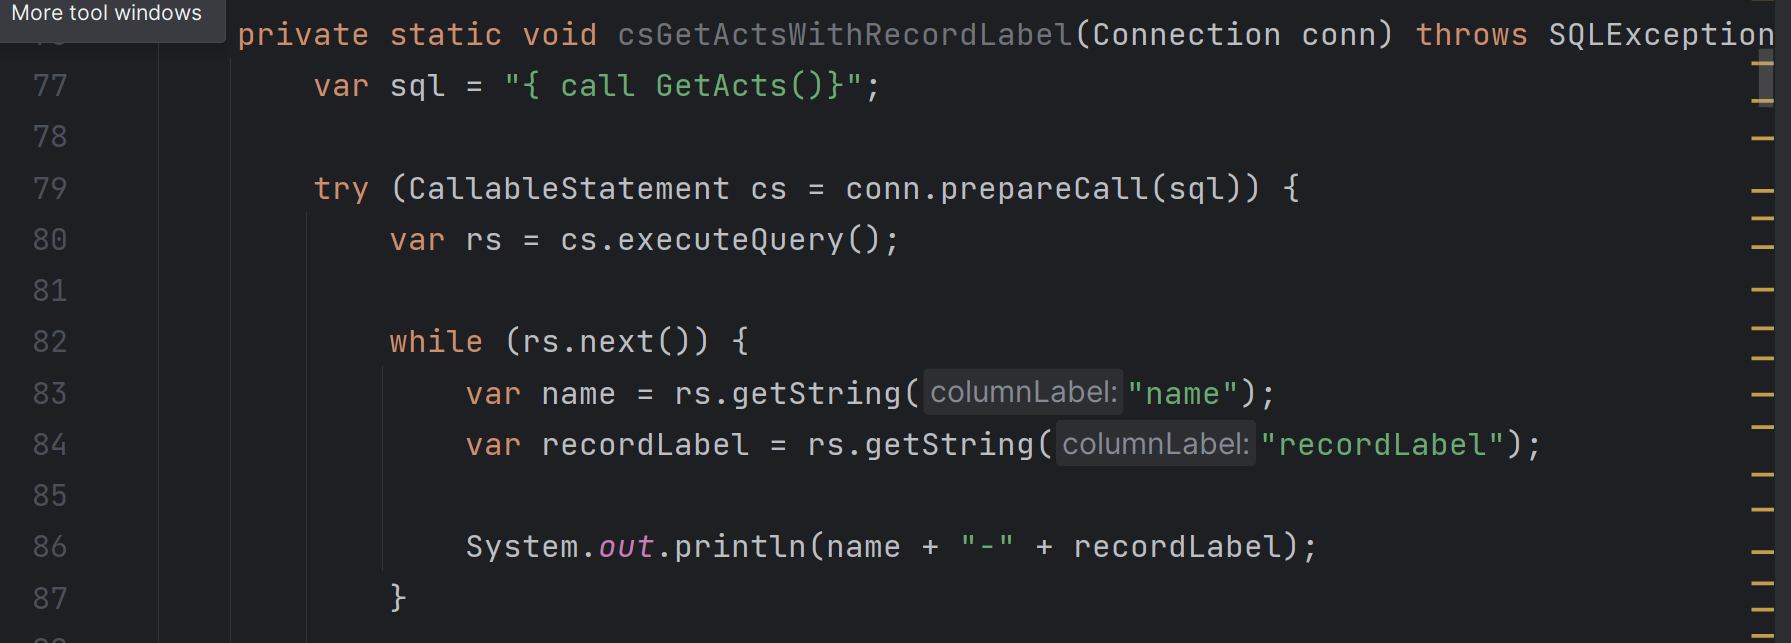 More tool windows
private static void csGetActsWithRecordLabel(Connection conn) throws SQLException
77 var sql = "{ call GetActs()}";
78
79 try (CallableStatement cs = conn.prepareCall(sql)) {
80 var rs = cs.executeQuery();
81
82 while (rs.next()) {
83 var name = rs.getString( columnLabel: "name");
84 var recordLabel = rs.getString( columnLabel: "recordLabel");
85
86 System.out.println(name + "-" + recordLabel);
87 }